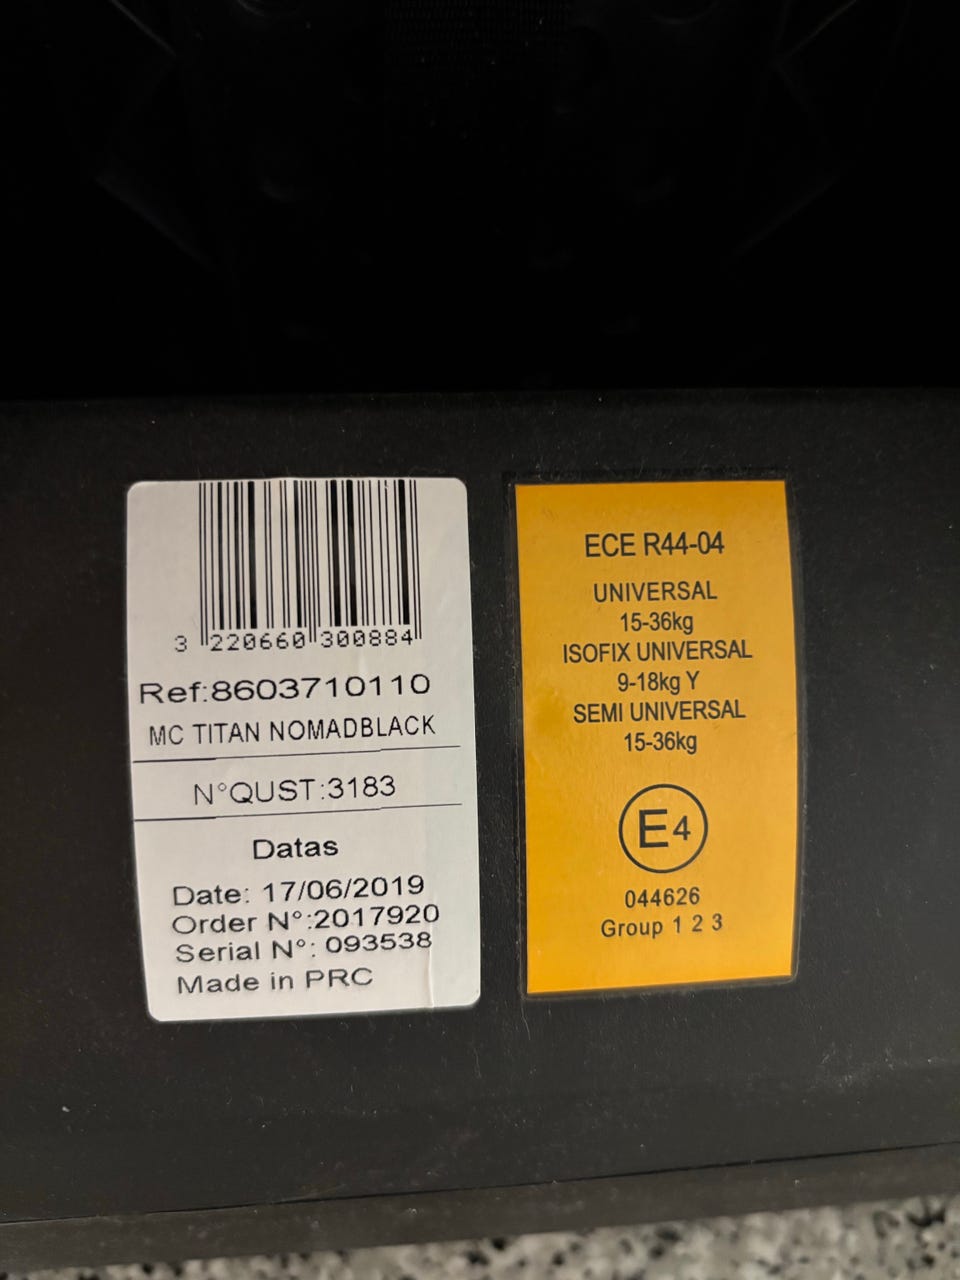 3 220660 300884
Ref:8603710110
MC TITAN NOMADBLACK
N°QUST:3183
Datas
Date: 17/06/2019
Order N°:2017920
Serial N°: 093538
Made in PRC
ECE R44-04
UNIVERSAL
15-36kg
ISOFIX UNIVERSAL
9-18kg Y
SEMI UNIVERSAL
15-36kg
E4
044626
Group 1 2 3